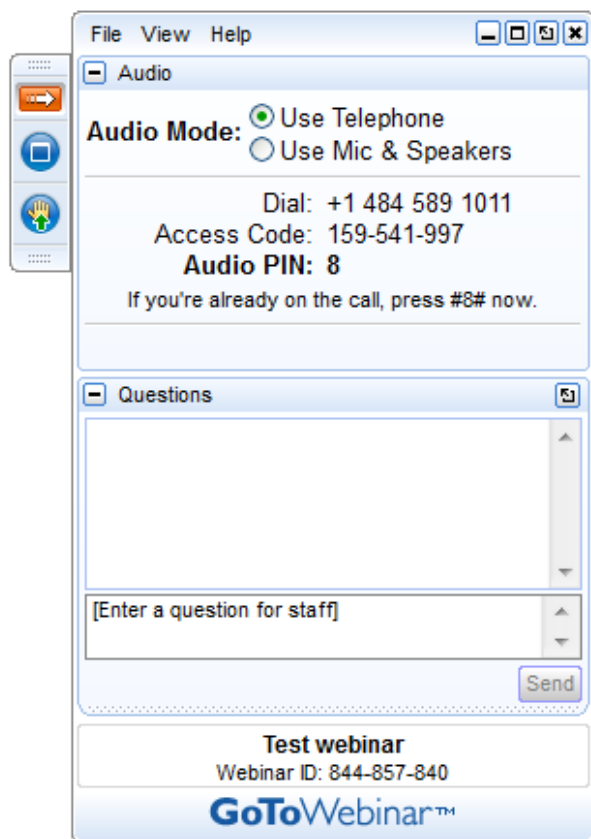 File View Help
Audio
Audio Mode: Use Telephone
Use Mic & Speakers
Dial: +1 484 589 1011
Access Code: 159-541-997
Audio PIN: 8
If you're already on the call, press #8# now.
Questions
[Enter a question for staff]
Send
Test webinar
Webinar ID: 844-857-840
GoToWebinar™